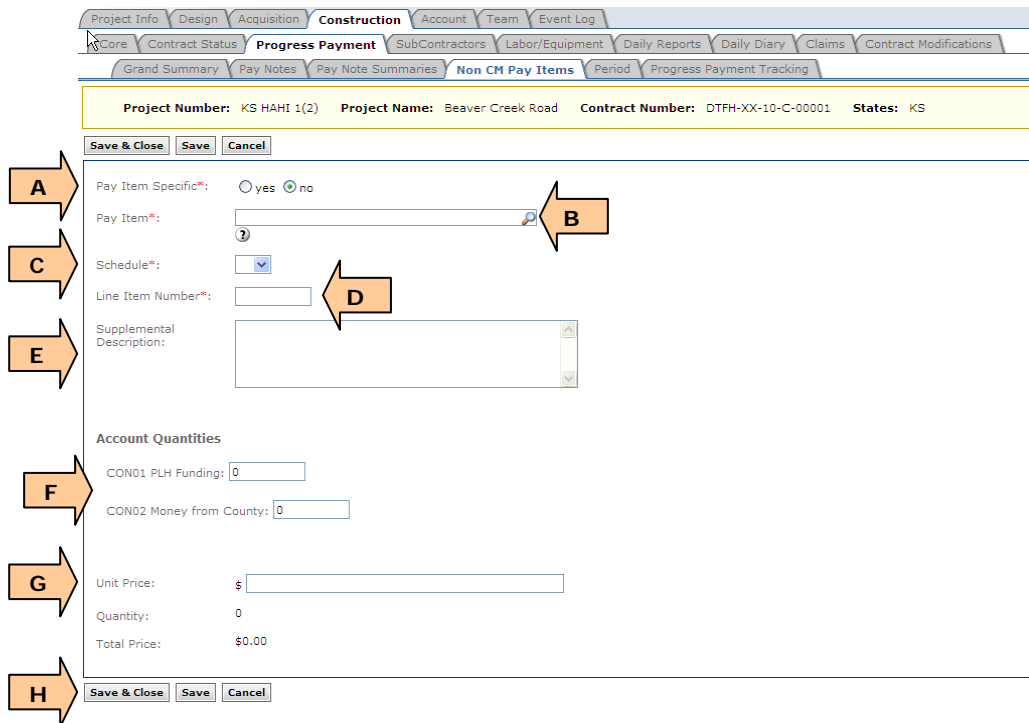 Project Info Design Acquisition Construction Account Team Event Log
Core Contract Status Progress Payment SubContractors Labor/Equipment Daily Reports Daily Diary Claims Contract Modifications
Grand Summary Pay Notes Pay Note Summaries Non CM Pay Items Period Progress Payment Tracking
Project Number: KS HAHI 1(2) Project Name: Beaver Creek Road Contract Number: DTFH-XX-10-C-00001 States: KS
Save & Close Save Cancel
A Pay Item Specific*: yes no
Pay Item*: B
?
C Schedule*:
Line Item Number*: D
Supplemental
Description:
E
Account Quantities
CON01 PLH Funding: 0
F
CON02 Money from County: 0
G Unit Price: $
Quantity: 0
Total Price: $0.00
H Save & Close Save Cancel